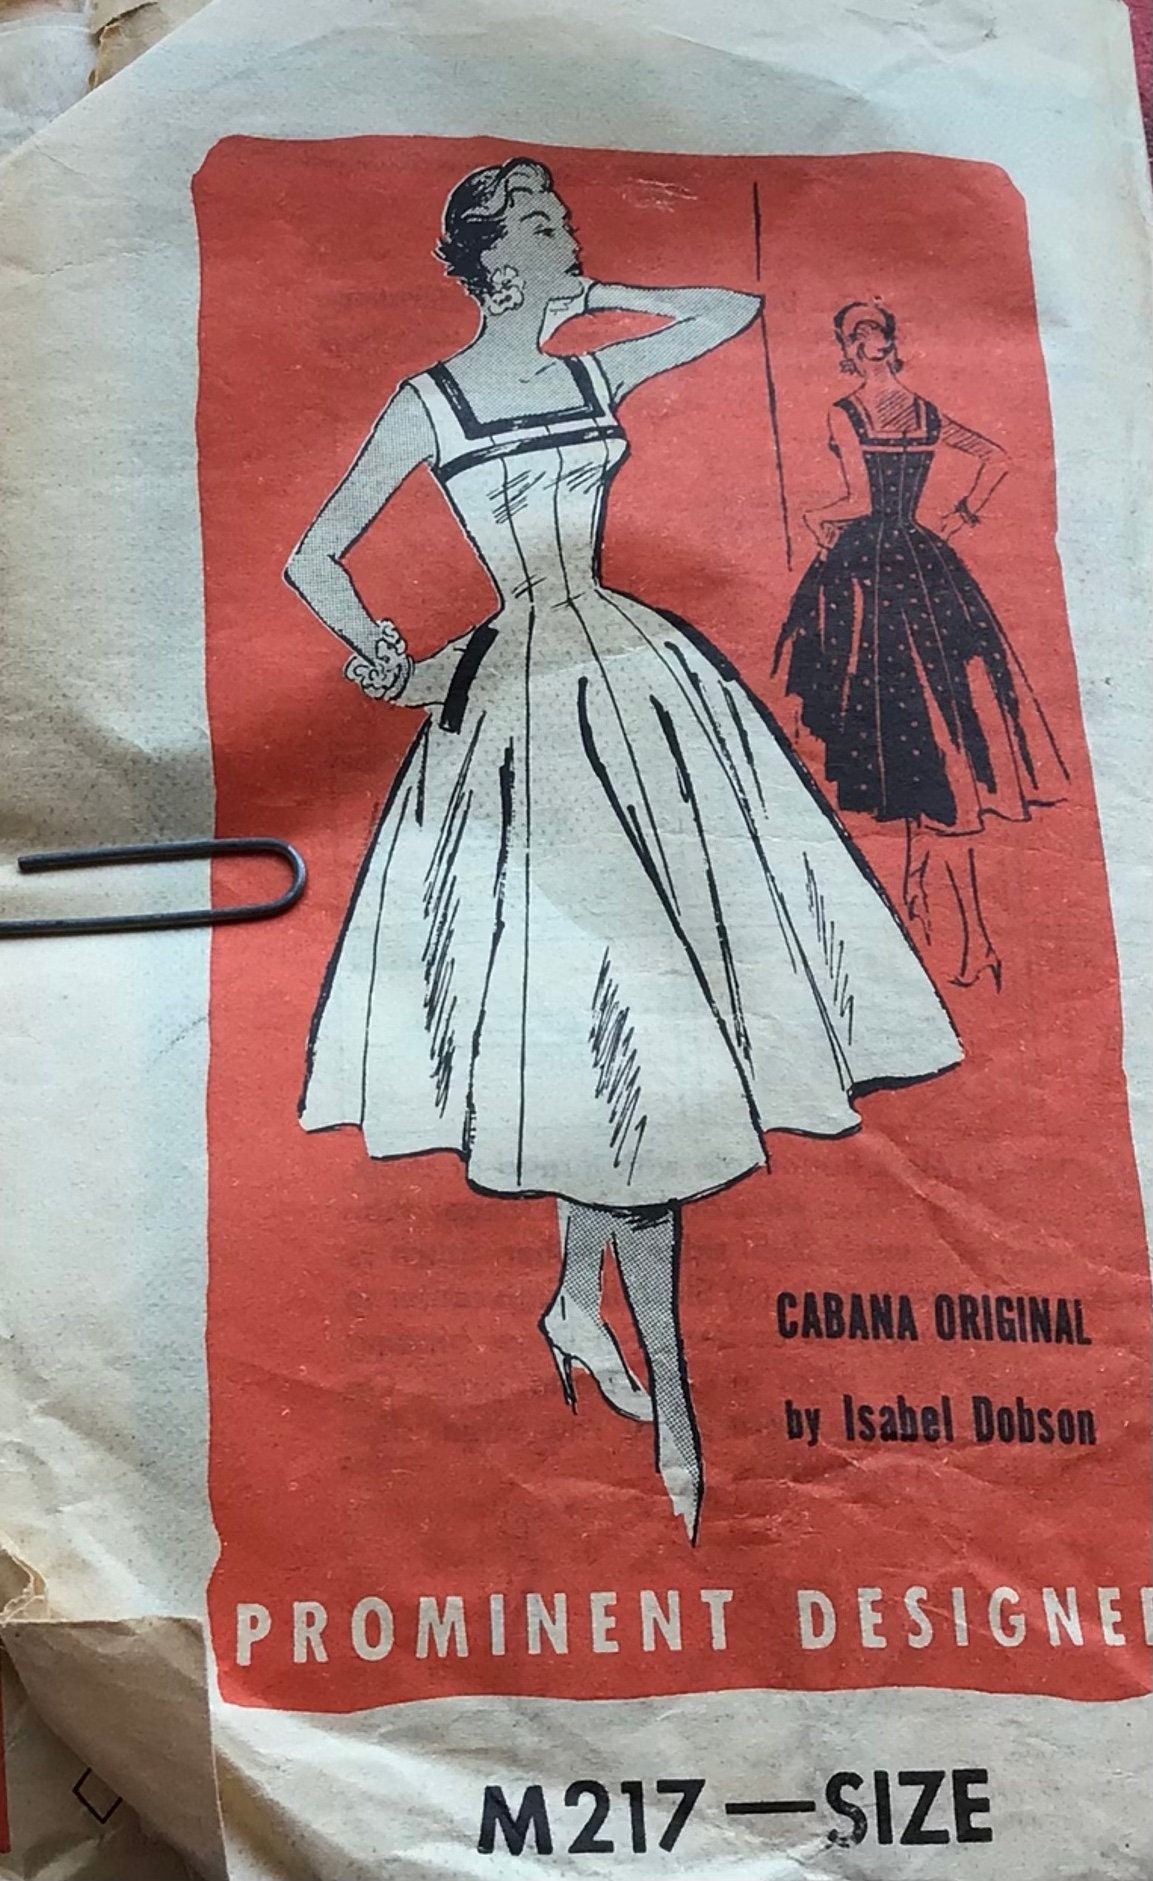 CABANA ORIGINAL
by Isabel Dobson
PROMINENT DESIGNE
M217—SIZE